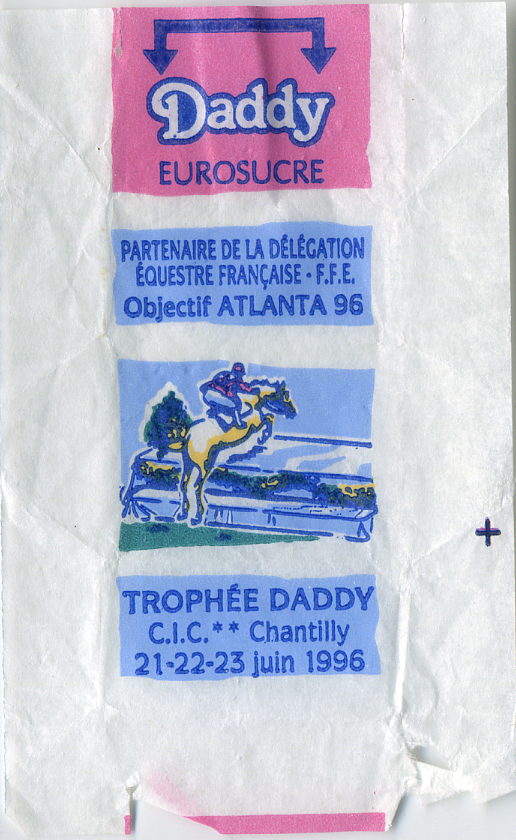 Daddy
EUROSUCRE
PARTENAIRE DE LA DÉLÉGATION
ÉQUESTRE FRANÇAISE - F.F.E.
Objectif ATLANTA 96
TROPHÉE DADDY
C.I.C.** Chantilly
21-22-23 juin 1996